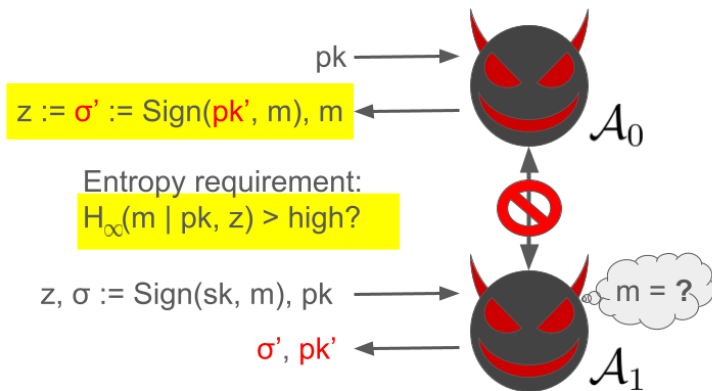 pk
z := σ' := Sign(pk', m), m
𝒜₀
Entropy requirement:
H∞(m | pk, z) > high?
z, σ := Sign(sk, m), pk
m = ?
σ', pk'
𝒜₁